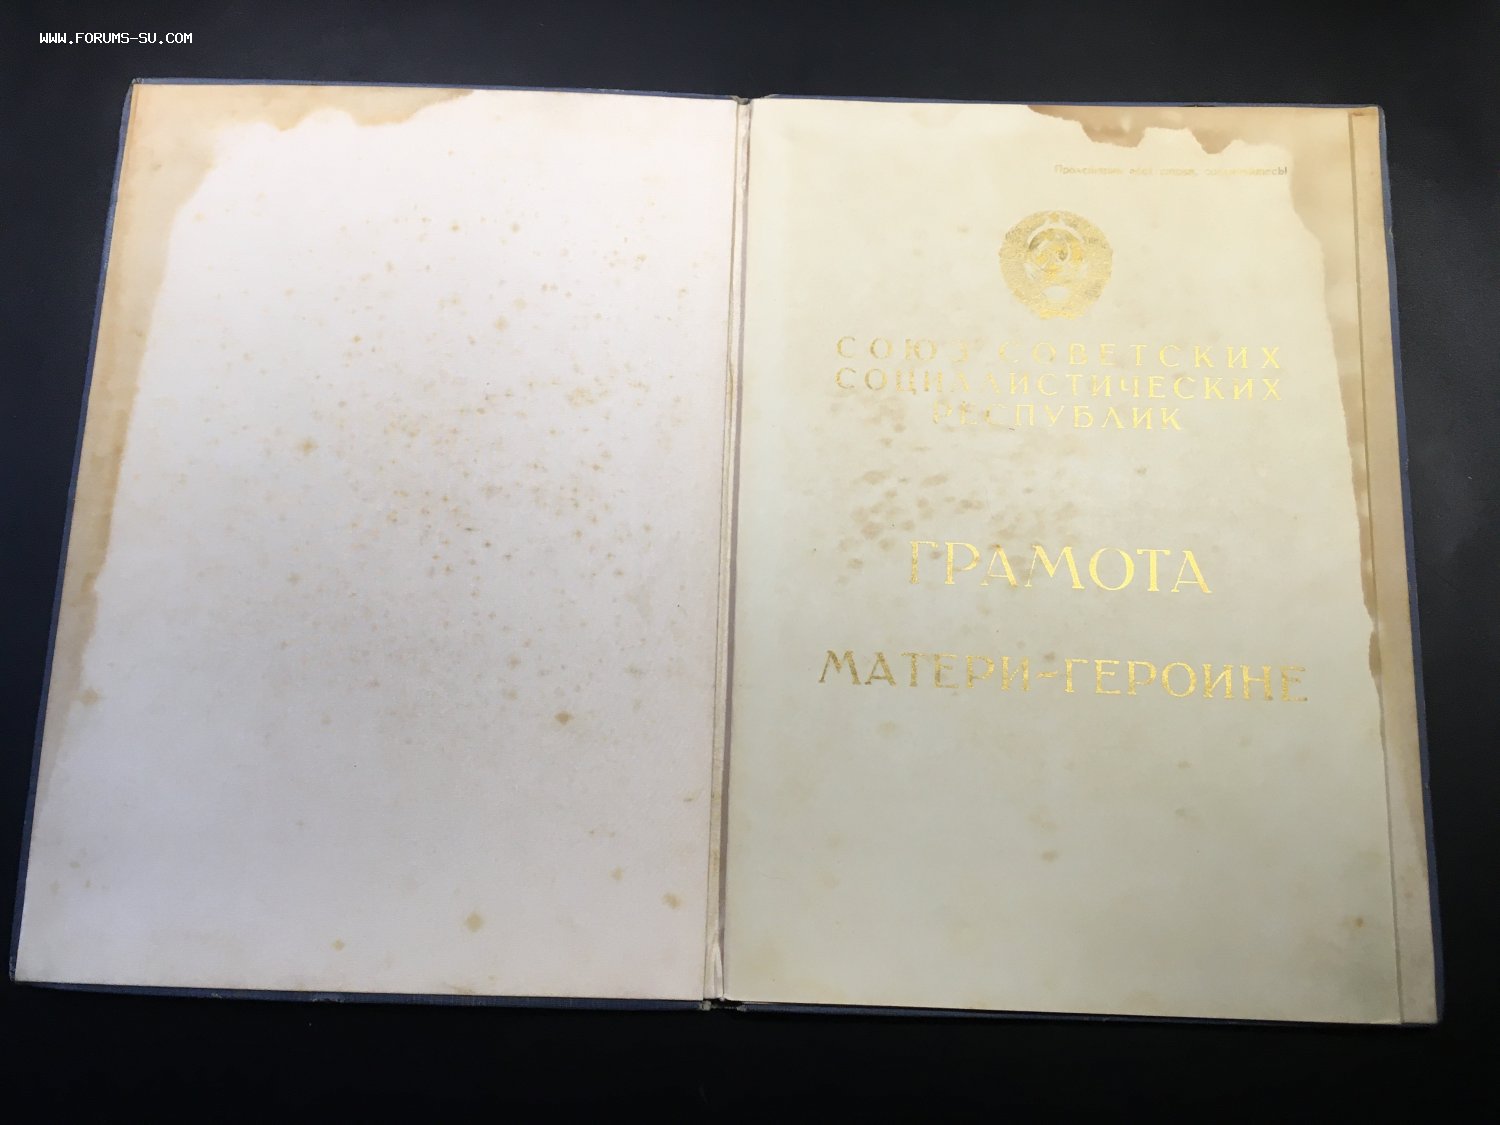 WWW.FORUMS-SU.COM
Пролетарии всех стран, соединяйтесь!
СОЮЗ СОВЕТСКИХ
СОЦИАЛИСТИЧЕСКИХ
РЕСПУБЛИК
ГРАМОТА
МАТЕРИ-ГЕРОИНЕ